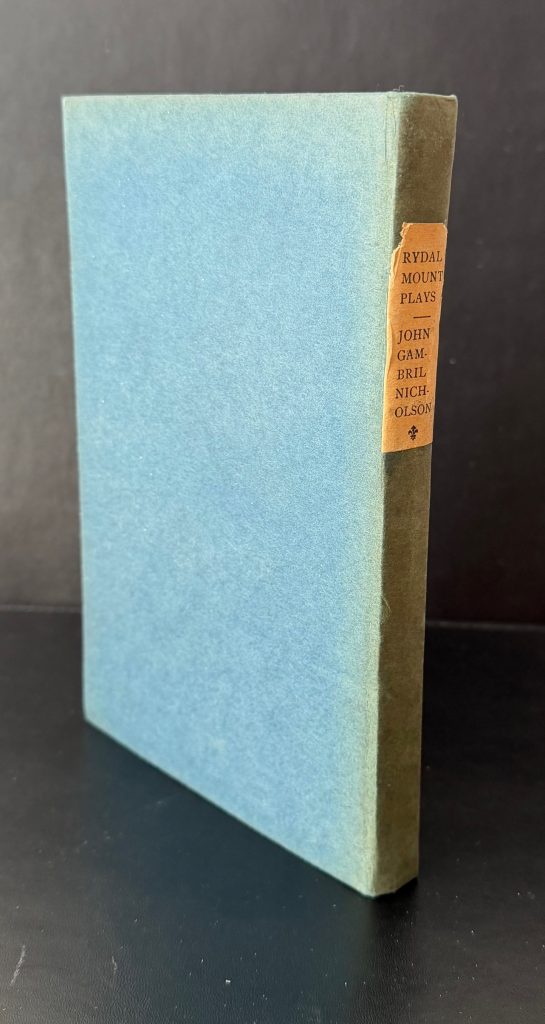 RYDAL
MOUNT
PLAYS
JOHN
GAM-
BRIL
NICH-
OLSON